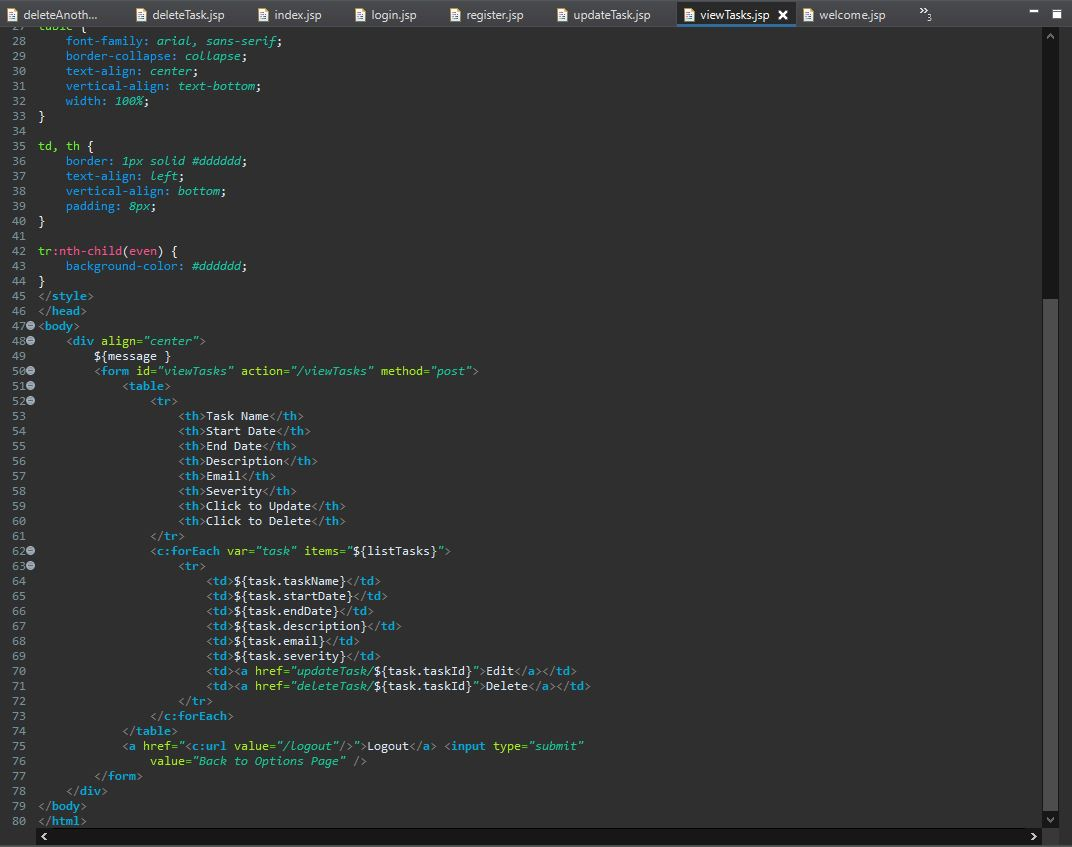 deleteAnoth... deleteTask.jsp index.jsp login.jsp register.jsp updateTask.jsp viewTasks.jsp welcome.jsp »3
27 table {
28 font-family: arial, sans-serif;
29 border-collapse: collapse;
30 text-align: center;
31 vertical-align: text-bottom;
32 width: 100%;
33 }
34
35 td, th {
36 border: 1px solid #dddddd;
37 text-align: left;
38 vertical-align: bottom;
39 padding: 8px;
40 }
41
42 tr:nth-child(even) {
43 background-color: #dddddd;
44 }
45 </style>
46 </head>
47 <body>
48 <div align="center">
49 ${message }
50 <form id="viewTasks" action="/viewTasks" method="post">
51 <table>
52 <tr>
53 <th>Task Name</th>
54 <th>Start Date</th>
55 <th>End Date</th>
56 <th>Description</th>
57 <th>Email</th>
58 <th>Severity</th>
59 <th>Click to Update</th>
60 <th>Click to Delete</th>
61 </tr>
62 <c:forEach var="task" items="${listTasks}">
63 <tr>
64 <td>${task.taskName}</td>
65 <td>${task.startDate}</td>
66 <td>${task.endDate}</td>
67 <td>${task.description}</td>
68 <td>${task.email}</td>
69 <td>${task.severity}</td>
70 <td><a href="updateTask/${task.taskId}">Edit</a></td>
71 <td><a href="deleteTask/${task.taskId}">Delete</a></td>
72 </tr>
73 </c:forEach>
74 </table>
75 <a href="<c:url value="/logout"/>">Logout</a> <input type="submit"
76 value="Back to Options Page" />
77 </form>
78 </div>
79 </body>
80 </html>